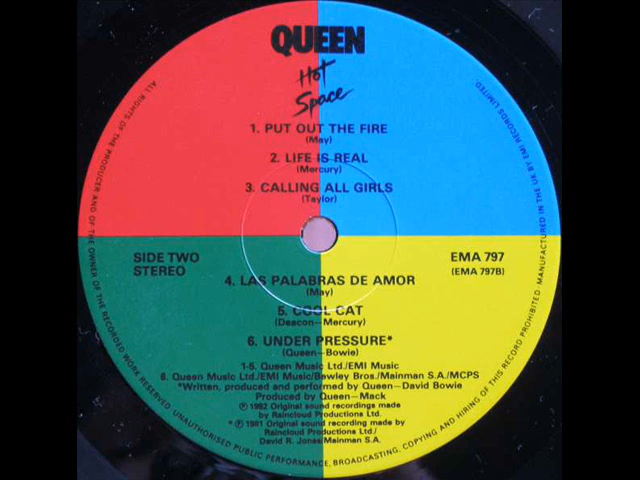 QUEEN
Hot
Space
1. PUT OUT THE FIRE
(May)
2. LIFE IS REAL
(Mercury)
3. CALLING ALL GIRLS
(Taylor)
SIDE TWO
STEREO
EMA 797
(EMA 797B)
4. LAS PALABRAS DE AMOR
(May)
5. COOL CAT
(Deacon—Mercury)
6. UNDER PRESSURE*
(Queen—Bowie)
1-5. Queen Music Ltd./EMI Music
6. Queen Music Ltd./EMI Music/Bewley Bros./Mainman S.A./MCPS
*Written, produced and performed by Queen—David Bowie
Produced by Queen—Mack
℗ 1982 Original sound recordings made
by Raincloud Productions Ltd.
* ℗ 1981 Original sound recording made by
Raincloud Productions Ltd./
David R. Jones/Mainman S.A.
ALL RIGHTS OF THE PRODUCER AND OF THE OWNER OF THE RECORDED WORK RESERVED. UNAUTHORISED PUBLIC PERFORMANCE, BROADCASTING, COPYING AND HIRING OF THIS RECORD PROHIBITED. MANUFACTURED IN THE UK BY EMI RECORDS LIMITED.